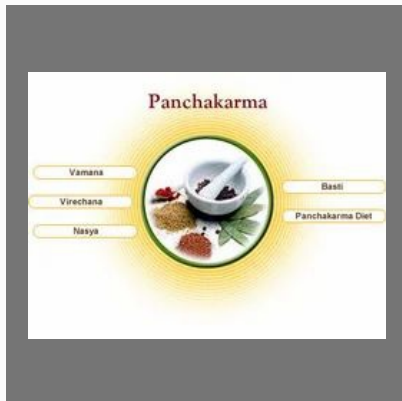 Panchakarma
Vamana
Virechana
Nasya
Basti
Panchakarma Diet